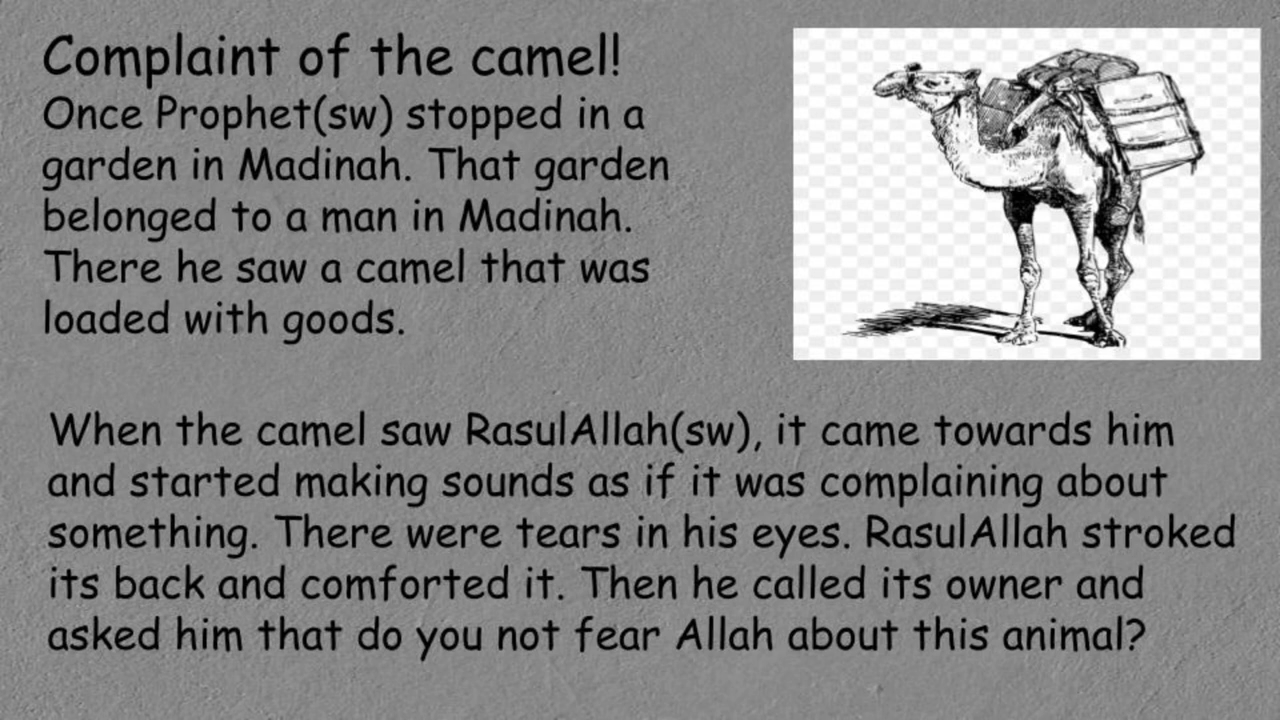 Complaint of the camel!
Once Prophet(sw) stopped in a
garden in Madinah. That garden
belonged to a man in Madinah.
There he saw a camel that was
loaded with goods.
When the camel saw RasulAllah(sw), it came towards him
and started making sounds as if it was complaining about
something. There were tears in his eyes. RasulAllah stroked
its back and comforted it. Then he called its owner and
asked him that do you not fear Allah about this animal?